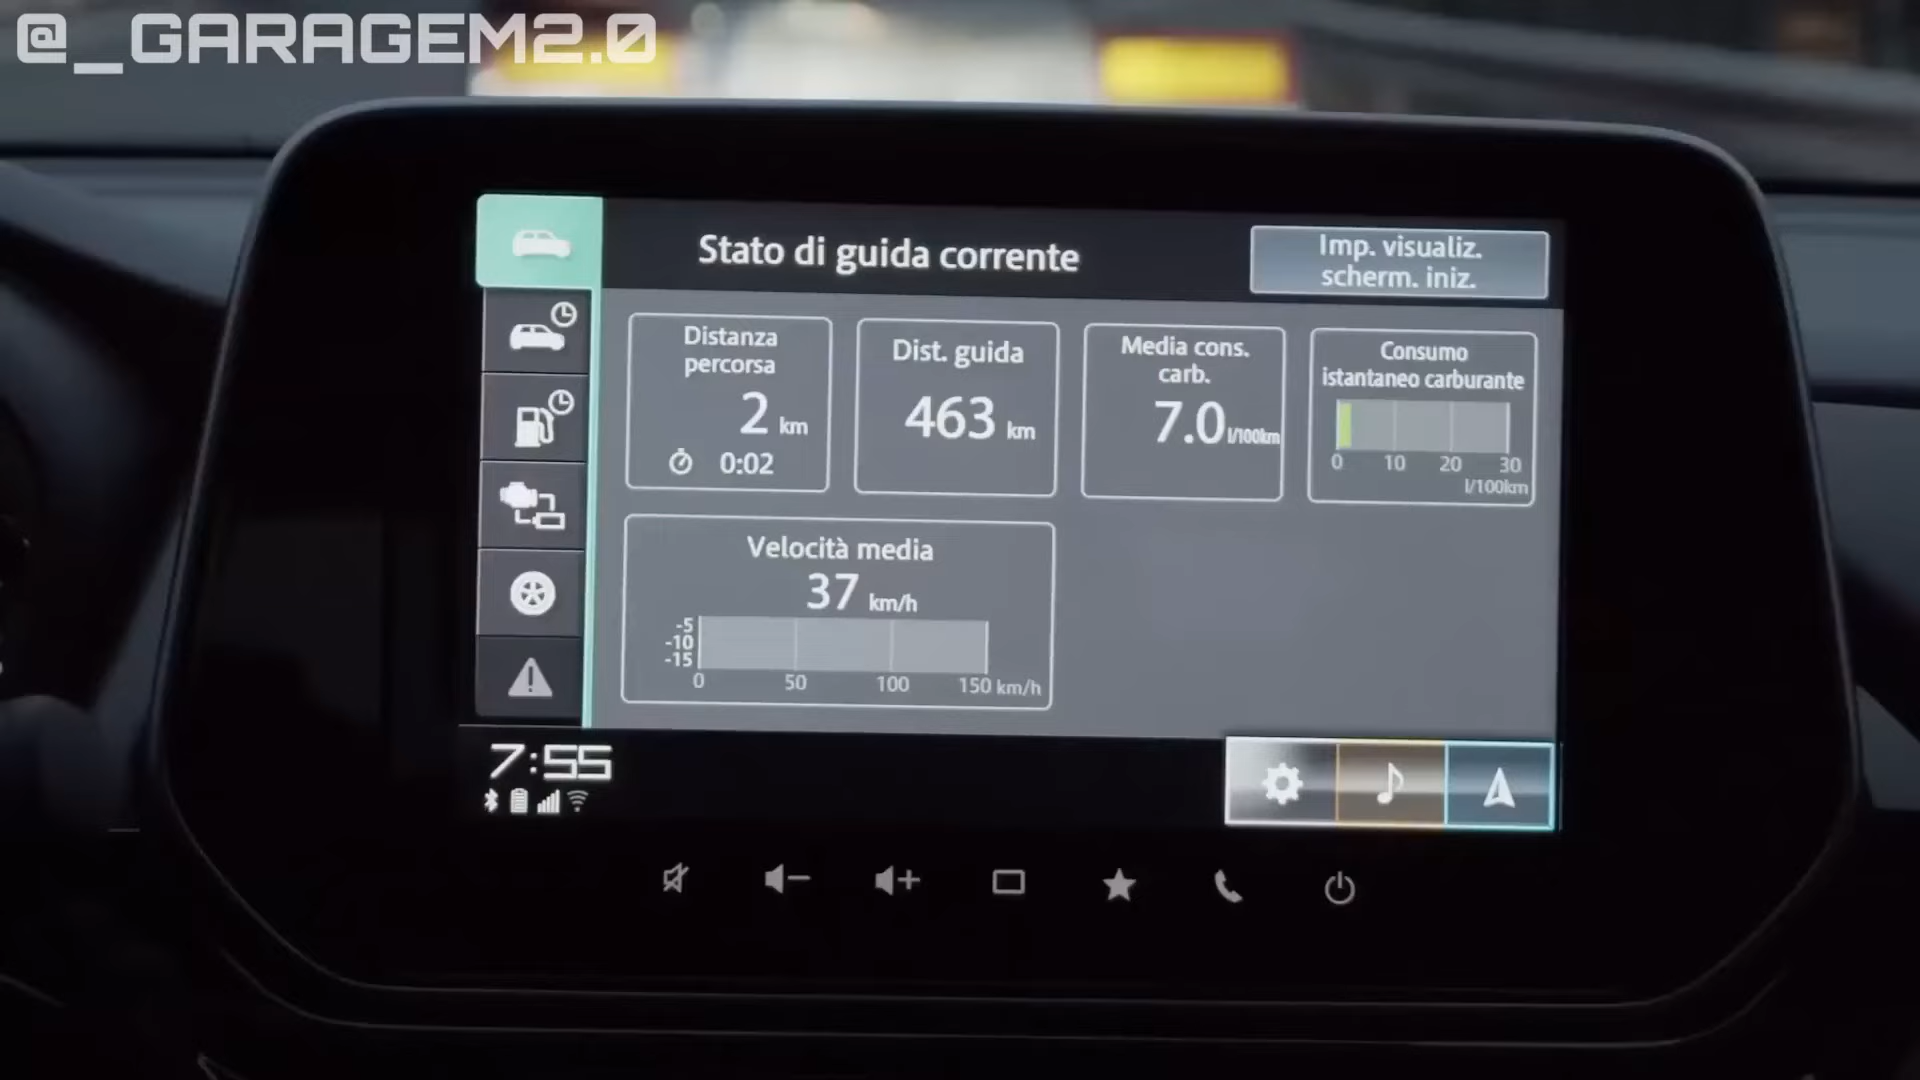 @_GARAGEM2.0
Stato di guida corrente
Imp. visualiz.
scherm. iniz.
Distanza
percorsa
2 km
0:02
Dist. guida
463 km
Media cons.
carb.
7.0 l/100km
Consumo
istantaneo carburante
0 10 20 30
l/100km
Velocità media
37 km/h
-5
-10
-15
0 50 100 150 km/h
7:55